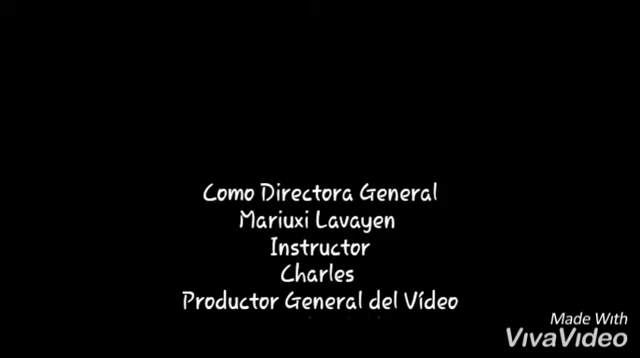 Como Directora General
Mariuxi Lavayen
Instructor
Charles
Productor General del Vídeo
Made With
VivaVideo